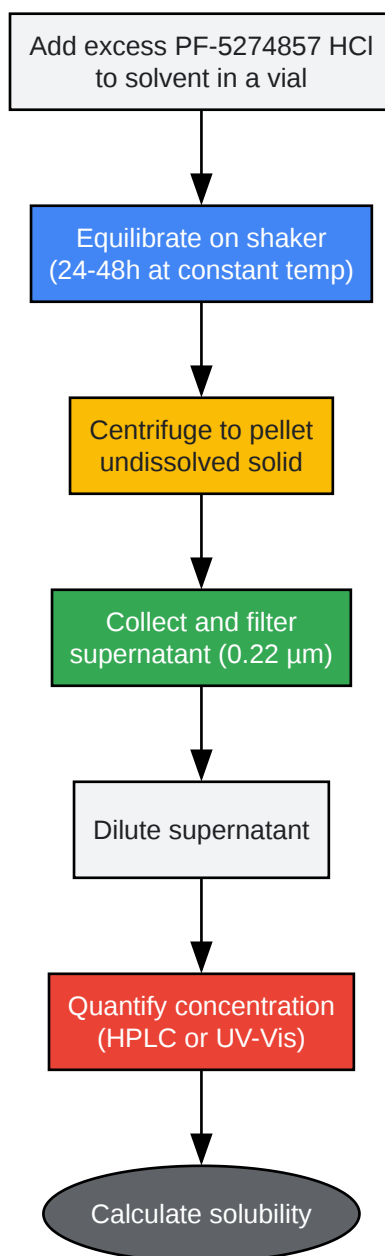 Add excess PF-5274857 HCl
to solvent in a vial
Equilibrate on shaker
(24-48h at constant temp)
Centrifuge to pellet
undissolved solid
Collect and filter
supernatant (0.22 µm)
Dilute supernatant
Quantify concentration
(HPLC or UV-Vis)
Calculate solubility